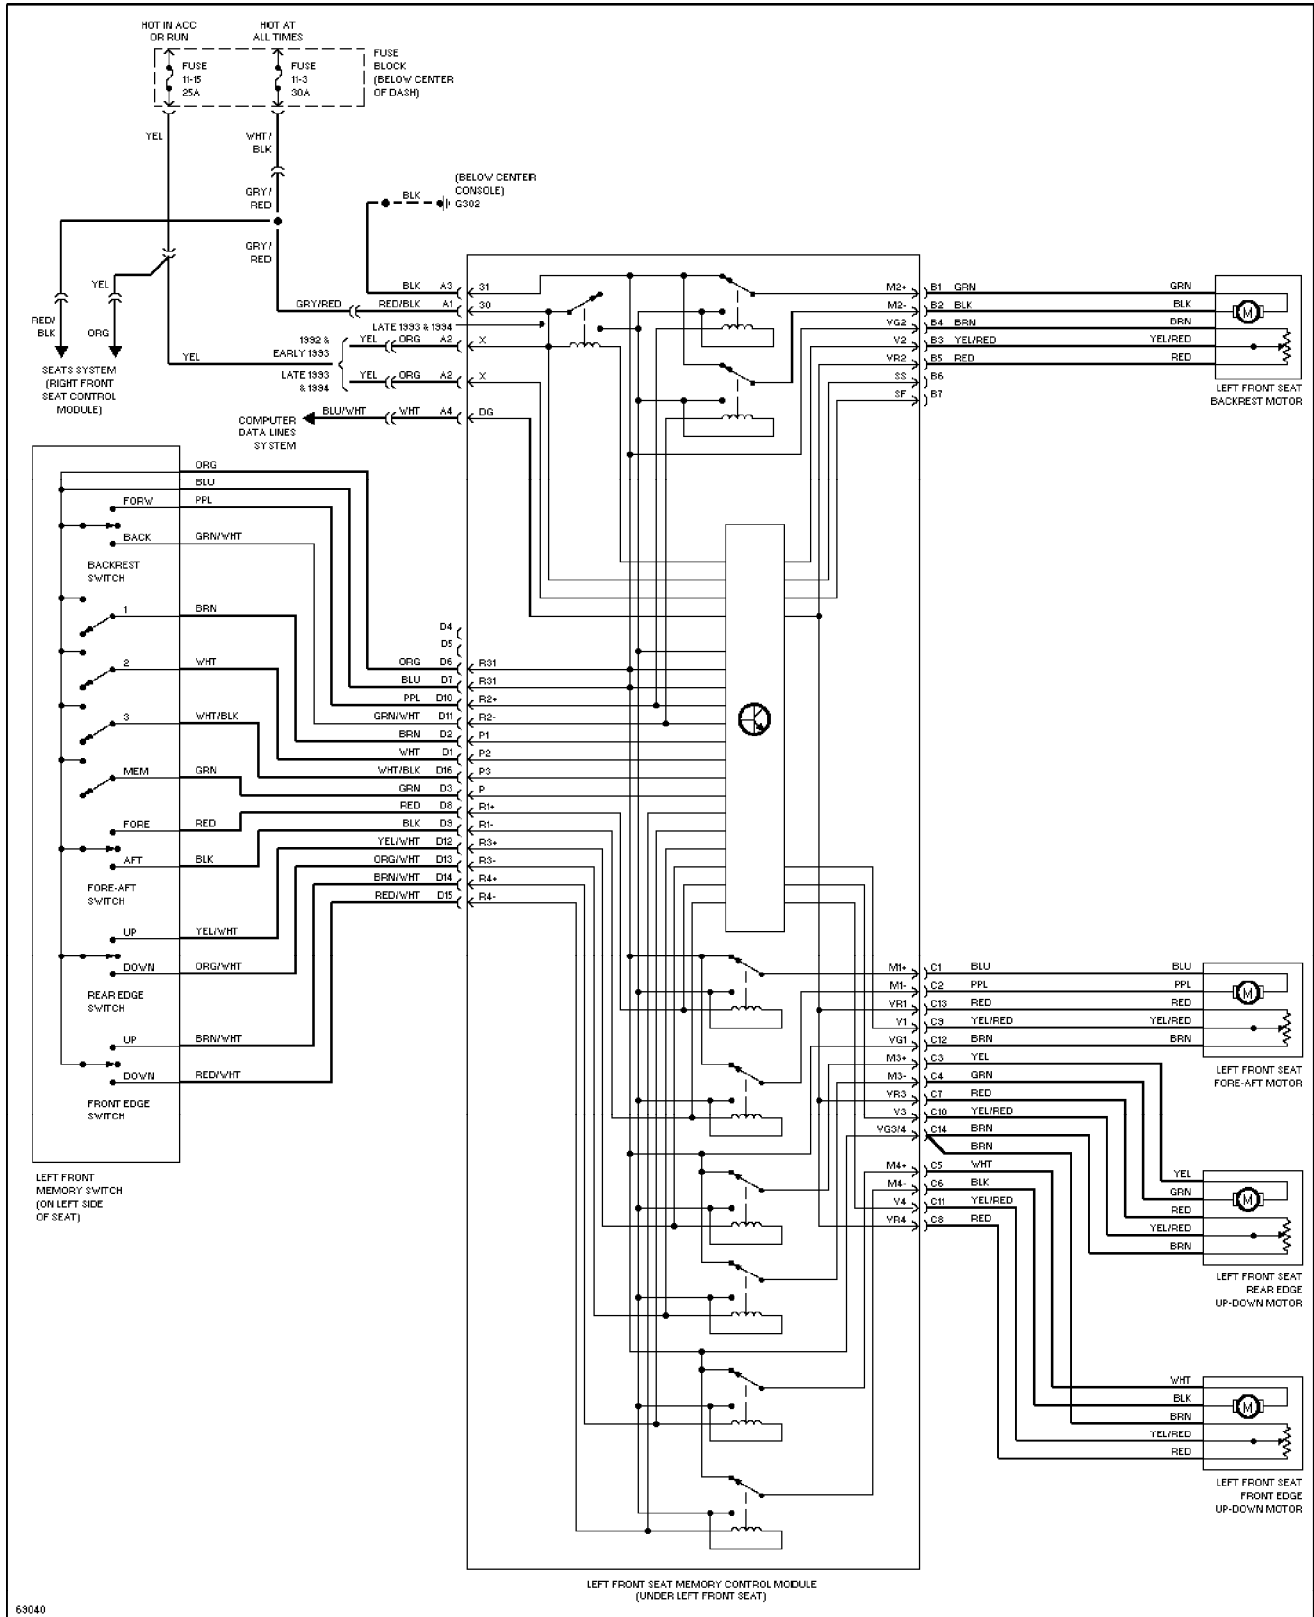 HOT IN ACC
OR RUN
HOT AT
ALL TIMES
FUSE
11-15
25A
FUSE
11-3
30A
FUSE
BLOCK
(BELOW CENTER
OF DASH)
YEL
WHT/
BLK
GRY/
RED
GRY/
RED
BLK
(BELOW CENTER
CONSOLE)
G302
YEL
RED/
BLK
ORG
SEATS SYSTEM
(RIGHT FRONT
SEAT CONTROL
MODULE)
YEL
BLK A3 31
GRY/RED RED/BLK A1 30
LATE 1993 & 1994
1992 &
EARLY 1993
YEL ORG A2 X
LATE 1993
& 1994
YEL ORG A2 X
COMPUTER
DATA LINES
SYSTEM
BLU/WHT WHT A4 DG
M2+ B1 GRN GRN
M2- B2 BLK BLK
VG2 B4 BRN BRN
V2 B3 YEL/RED YEL/RED
VR2 B5 RED RED
SS B6
SF B7
M
LEFT FRONT SEAT
BACKREST MOTOR
ORG
BLU
FORW PPL
BACK GRN/WHT
BACKREST
SWITCH
1 BRN
2 WHT
3 WHT/BLK
MEM GRN
FORE RED
AFT BLK
FORE-AFT
SWITCH
UP YEL/WHT
DOWN ORG/WHT
REAR EDGE
SWITCH
UP BRN/WHT
DOWN RED/WHT
FRONT EDGE
SWITCH
LEFT FRONT
MEMORY SWITCH
(ON LEFT SIDE
OF SEAT)
D4
D5
ORG D6 R31
BLU D7 R31
PPL D10 R2+
GRN/WHT D11 R2-
BRN D2 P1
WHT D1 P2
WHT/BLK D16 P3
GRN D3 P
RED D8 R1+
BLK D9 R1-
YEL/WHT D12 R3+
ORG/WHT D13 R3-
BRN/WHT D14 R4+
RED/WHT D15 R4-
M1+ C1 BLU BLU
M1- C2 PPL PPL
VR1 C13 RED RED
V1 C9 YEL/RED YEL/RED
VG1 C12 BRN BRN
M3+ C3 YEL
M3- C4 GRN
VR3 C7 RED
V3 C10 YEL/RED
VG3/4 C14 BRN
BRN
M4+ C5 WHT
M4- C6 BLK
V4 C11 YEL/RED
VR4 C8 RED
M
LEFT FRONT SEAT
FORE-AFT MOTOR
YEL
GRN
RED
YEL/RED
BRN
M
LEFT FRONT SEAT
REAR EDGE
UP-DOWN MOTOR
WHT
BLK
BRN
YEL/RED
RED
M
LEFT FRONT SEAT
FRONT EDGE
UP-DOWN MOTOR
LEFT FRONT SEAT MEMORY CONTROL MODULE
(UNDER LEFT FRONT SEAT)
69040